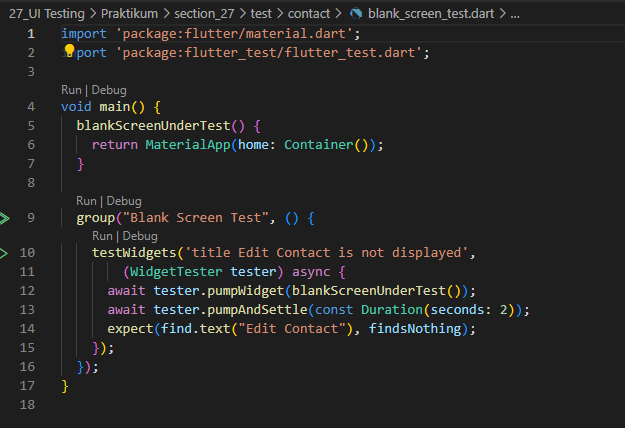 27_UI Testing > Praktikum > section_27 > test > contact > blank_screen_test.dart > ...
1 import 'package:flutter/material.dart';
2 port 'package:flutter_test/flutter_test.dart';
3
Run | Debug
4 void main() {
5 blankScreenUnderTest() {
6 return MaterialApp(home: Container());
7 }
8
Run | Debug
9 group("Blank Screen Test", () {
Run | Debug
10 testWidgets('title Edit Contact is not displayed',
11 (WidgetTester tester) async {
12 await tester.pumpWidget(blankScreenUnderTest());
13 await tester.pumpAndSettle(const Duration(seconds: 2));
14 expect(find.text("Edit Contact"), findsNothing);
15 });
16 });
17 }
18